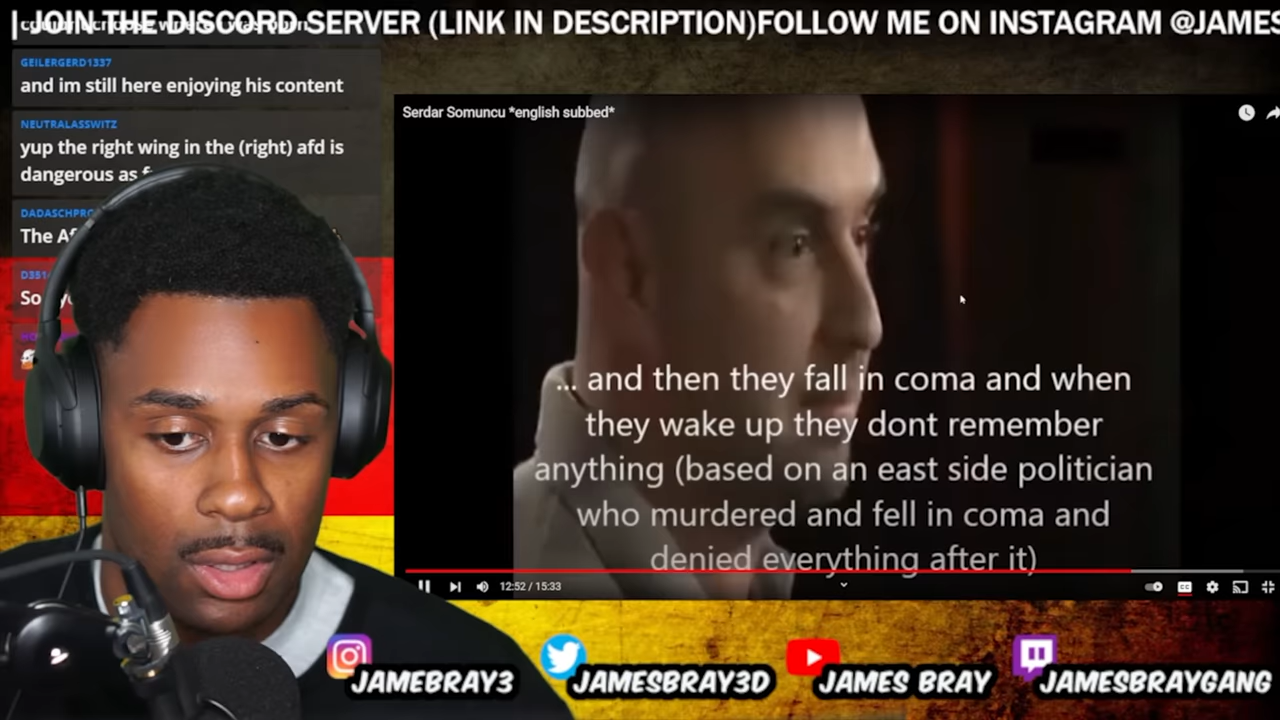 | JOIN THE DISCORD SERVER (LINK IN DESCRIPTION)FOLLOW ME ON INSTAGRAM @JAMES
GEILERGERD1337
and im still here enjoying his content
NEUTRALASSWITZ
yup the right wing in the (right) afd is
dangerous as
DADASCHPRO
The Af
D351
So
Serdar Somuncu *english subbed*
... and then they fall in coma and when
they wake up they dont remember
anything (based on an east side politician
who murdered and fell in coma and
denied everything after it)
12:52 / 15:33
CC
JAMEBRAY3
JAMESBRAY3D
JAMES BRAY
JAMESBRAYGANG